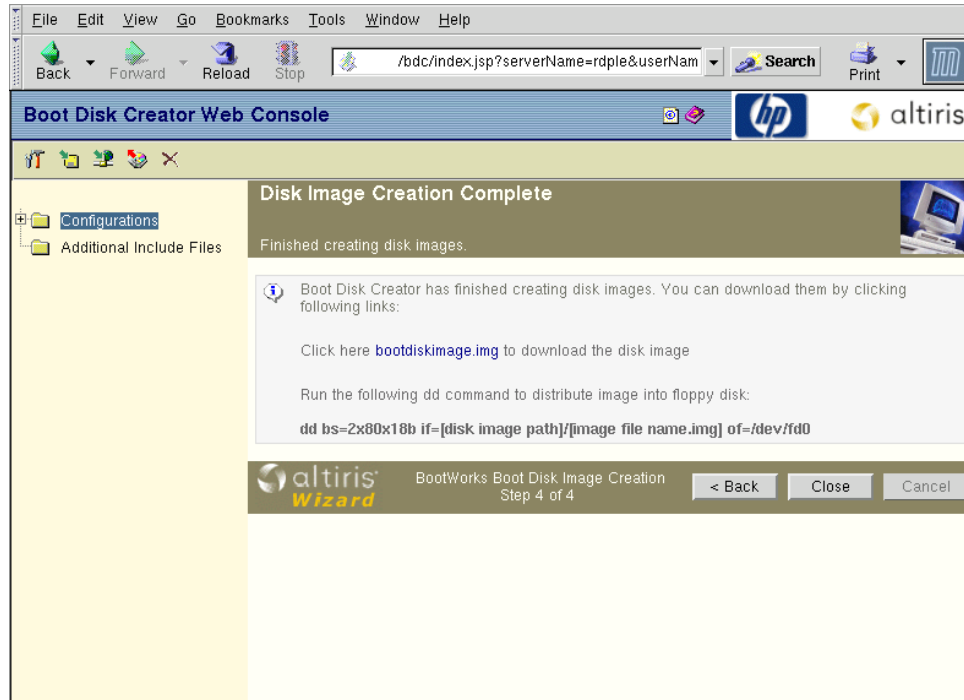 File Edit View Go Bookmarks Tools Window Help
Back Forward Reload Stop /bdc/index.jsp?serverName=rdple&userNam Search Print
Boot Disk Creator Web Console
hp altiris
Configurations
Additional Include Files
Disk Image Creation Complete
Finished creating disk images.
Boot Disk Creator has finished creating disk images. You can download them by clicking
following links:
Click here bootdiskimage.img to download the disk image
Run the following dd command to distribute image into floppy disk:
dd bs=2x80x18b if=[disk image path]/[image file name.img] of=/dev/fd0
altiris
Wizard
BootWorks Boot Disk Image Creation
Step 4 of 4
< Back Close Cancel